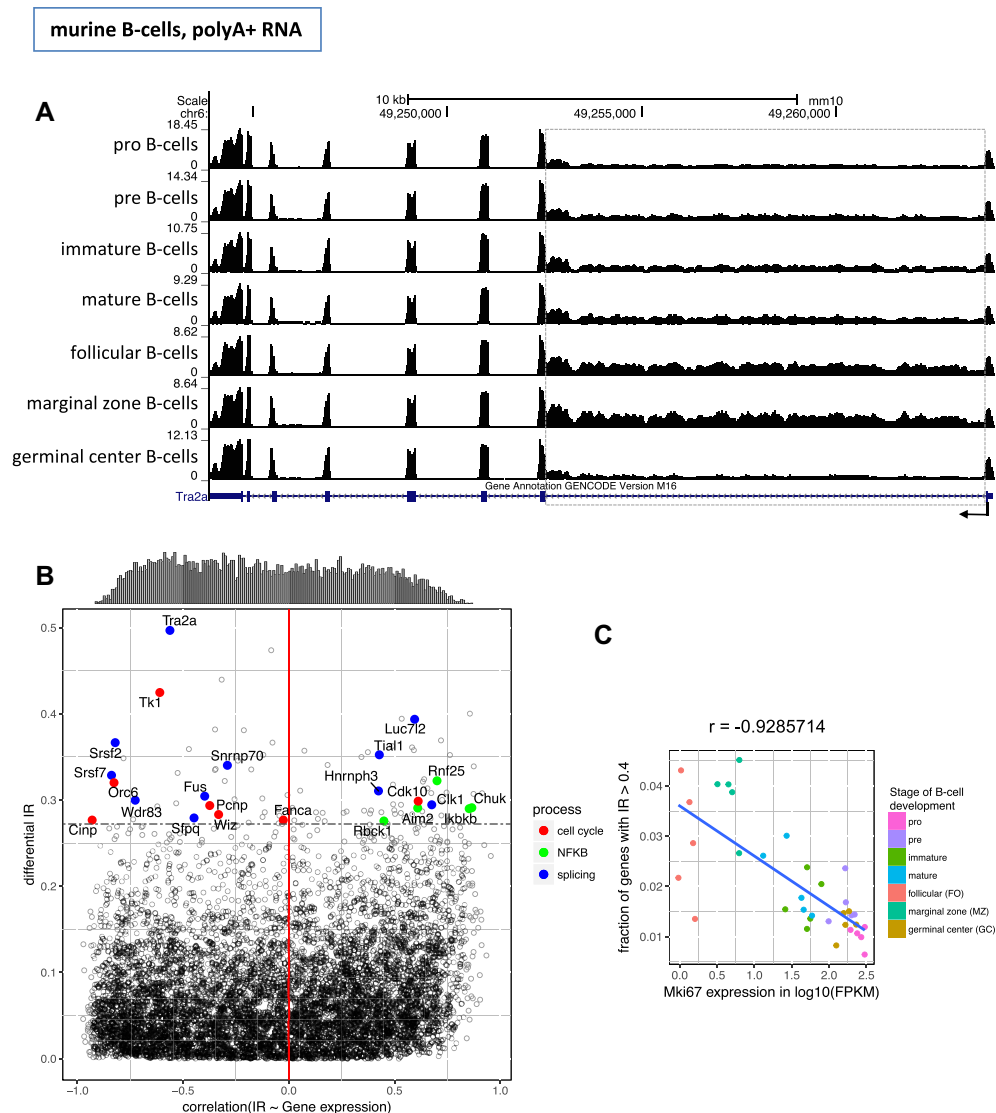 murine B-cells, polyA+ RNA
A
Scale
10 kb
mm10
chr6:
49,250,000
49,255,000
49,260,000
18.45
pro B-cells
0
14.34
pre B-cells
0
10.75
immature B-cells
0
9.29
mature B-cells
0
8.62
follicular B-cells
0
8.64
marginal zone B-cells
0
12.13
germinal center B-cells
0
Gene Annotation GENCODE Version M16
Tra2a
B
differential IR
0.5
0.4
0.3
0.2
0.1
0.0
Tra2a
Tk1
Luc7l2
Srsf2
Tial1
Snrnp70
Srsf7
Rnf25
Hnrnph3
Orc6
Fus
Cdk10
Clk1
Chuk
Wdr83
Pcnp
Cinp
Sfpq
Wiz
Fanca
Aim2
Ikbkb
Rbck1
−1.0
−0.5
0.0
0.5
1.0
correlation(IR ~ Gene expression)
process
cell cycle
NFKB
splicing
C
r = -0.9285714
fraction of genes with IR > 0.4
0.04
0.03
0.02
0.01
0.0
0.5
1.0
1.5
2.0
2.5
Mki67 expression in log10(FPKM)
Stage of B-cell
development
pro
pre
immature
mature
follicular (FO)
marginal zone (MZ)
germinal center (GC)